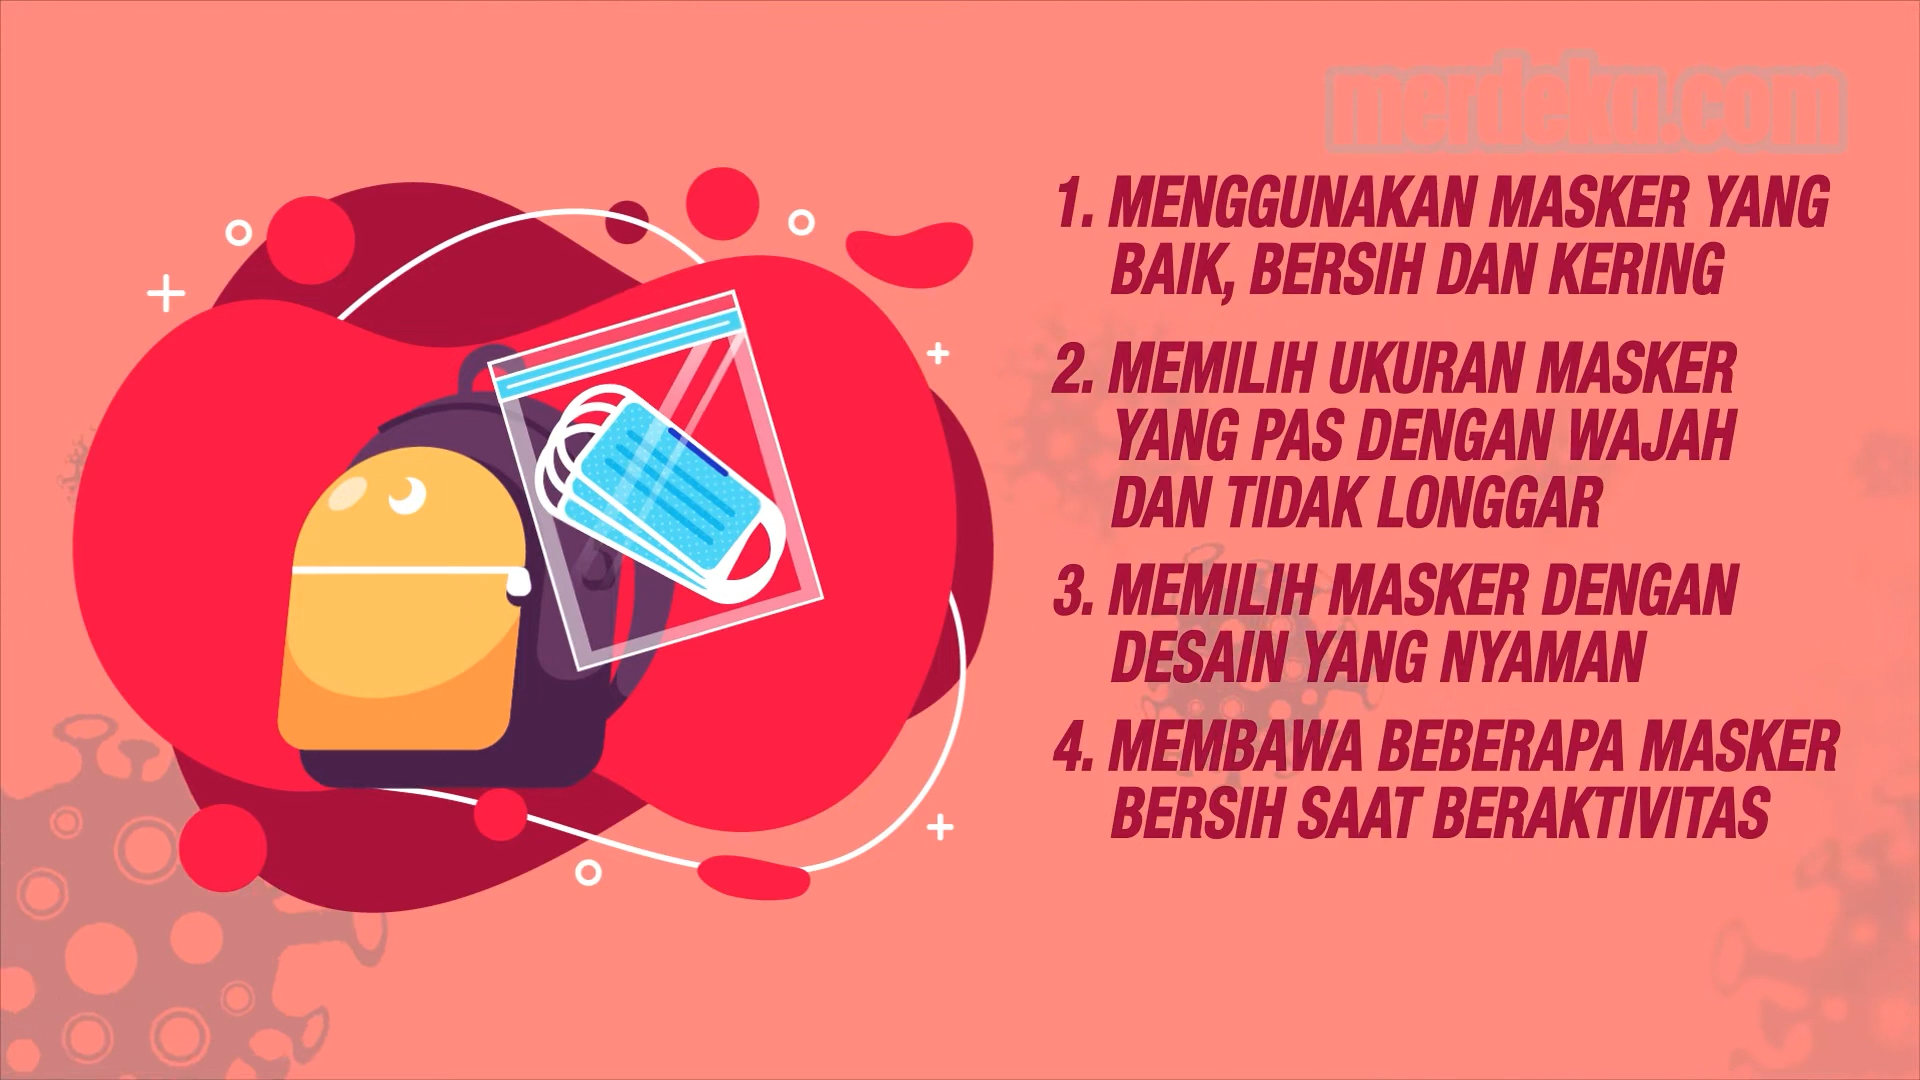 merdeka.com
1. MENGGUNAKAN MASKER YANG
BAIK, BERSIH DAN KERING
2. MEMILIH UKURAN MASKER
YANG PAS DENGAN WAJAH
DAN TIDAK LONGGAR
3. MEMILIH MASKER DENGAN
DESAIN YANG NYAMAN
4. MEMBAWA BEBERAPA MASKER
BERSIH SAAT BERAKTIVITAS